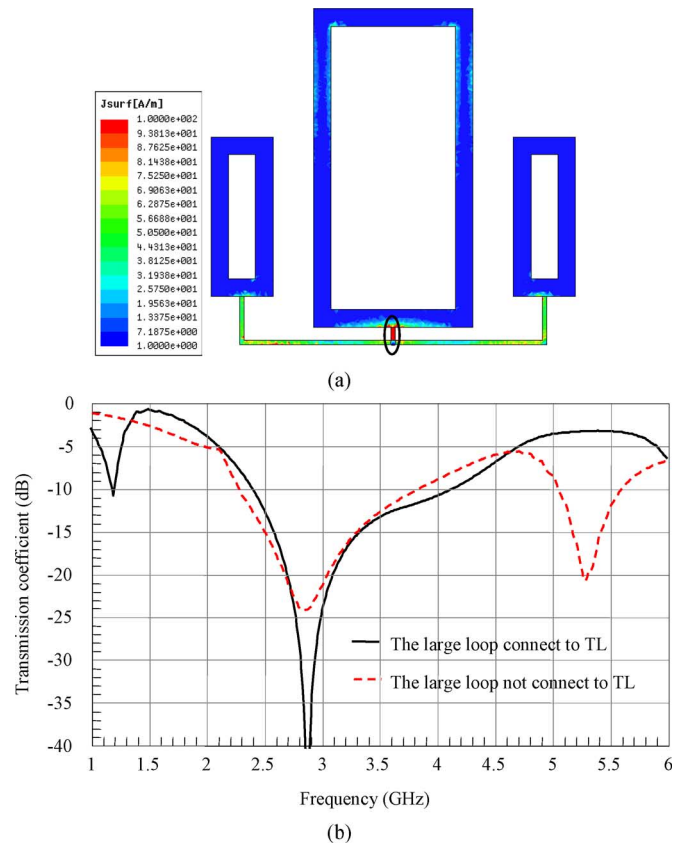 Jsurf[A/m]
1.0000e+002
9.3813e+001
8.7625e+001
8.1438e+001
7.5250e+001
6.9063e+001
6.2875e+001
5.6688e+001
5.0500e+001
4.4313e+001
3.8125e+001
3.1938e+001
2.5750e+001
1.9563e+001
1.3375e+001
7.1875e+000
1.0000e+000
(a)
Transmission coefficient (dB)
0
-5
-10
-15
-20
-25
-30
-35
-40
The large loop connect to TL
The large loop not connect to TL
1 1.5 2 2.5 3 3.5 4 4.5 5 5.5 6
Frequency (GHz)
(b)